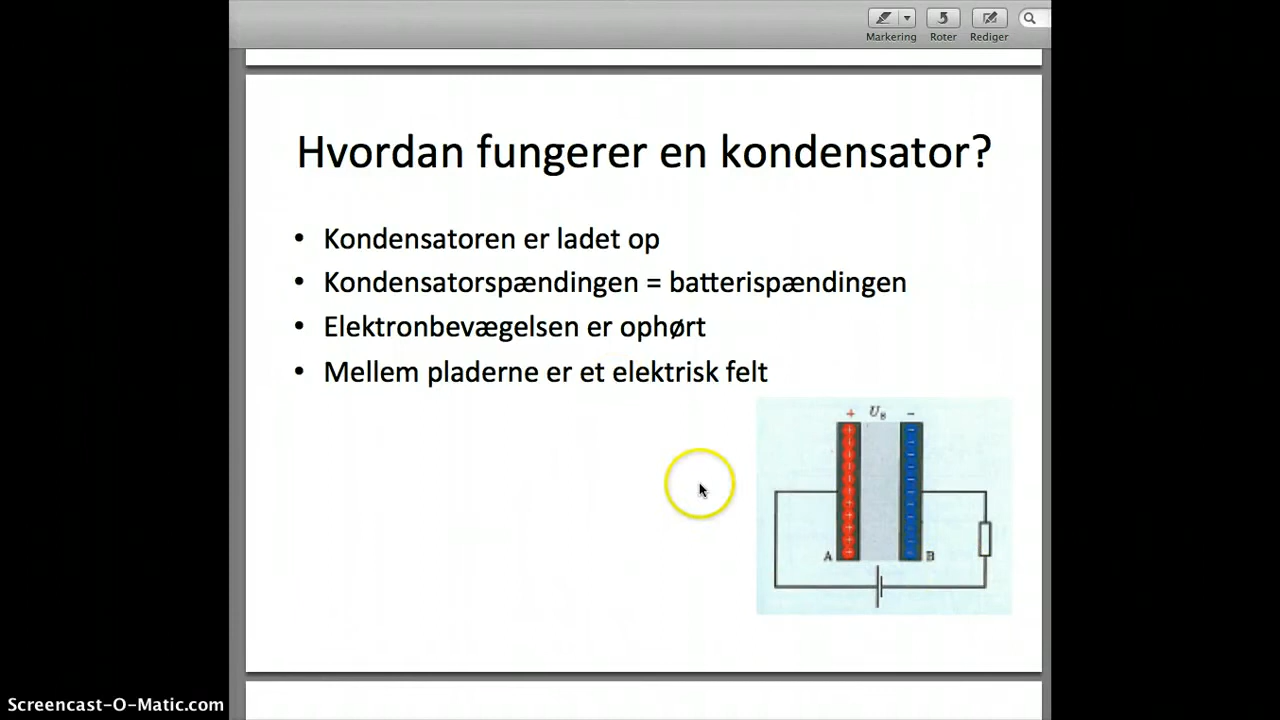 Markering
Roter
Rediger
Hvordan fungerer en kondensator?
• Kondensatoren er ladet op
• Kondensatorspændingen = batterispændingen
• Elektronbevægelsen er ophørt
• Mellem pladerne er et elektrisk felt
+ U -
A B
Screencast-O-Matic.com